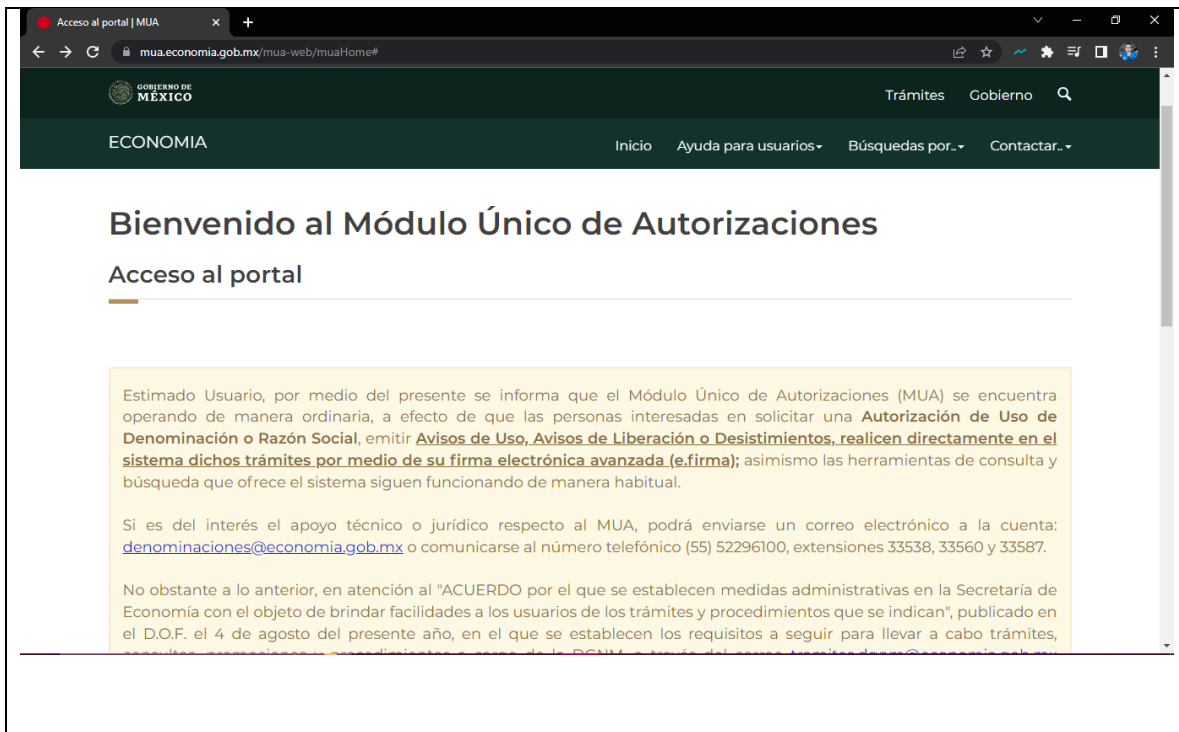 Acceso al portal | MUA
mua.economia.gob.mx/mua-web/muaHome#
GOBIERNO DE
MÉXICO
Trámites Gobierno
ECONOMIA
Inicio Ayuda para usuarios Búsquedas por.. Contactar..
Bienvenido al Módulo Único de Autorizaciones
Acceso al portal
Estimado Usuario, por medio del presente se informa que el Módulo Único de Autorizaciones (MUA) se encuentra
operando de manera ordinaria, a efecto de que las personas interesadas en solicitar una Autorización de Uso de
Denominación o Razón Social, emitir Avisos de Uso, Avisos de Liberación o Desistimientos, realicen directamente en el
sistema dichos trámites por medio de su firma electrónica avanzada (e.firma); asimismo las herramientas de consulta y
búsqueda que ofrece el sistema siguen funcionando de manera habitual.
Si es del interés el apoyo técnico o jurídico respecto al MUA, podrá enviarse un correo electrónico a la cuenta:
denominaciones@economia.gob.mx o comunicarse al número telefónico (55) 52296100, extensiones 33538, 33560 y 33587.
No obstante a lo anterior, en atención al "ACUERDO por el que se establecen medidas administrativas en la Secretaría de
Economía con el objeto de brindar facilidades a los usuarios de los trámites y procedimientos que se indican", publicado en
el D.O.F. el 4 de agosto del presente año, en el que se establecen los requisitos a seguir para llevar a cabo trámites,